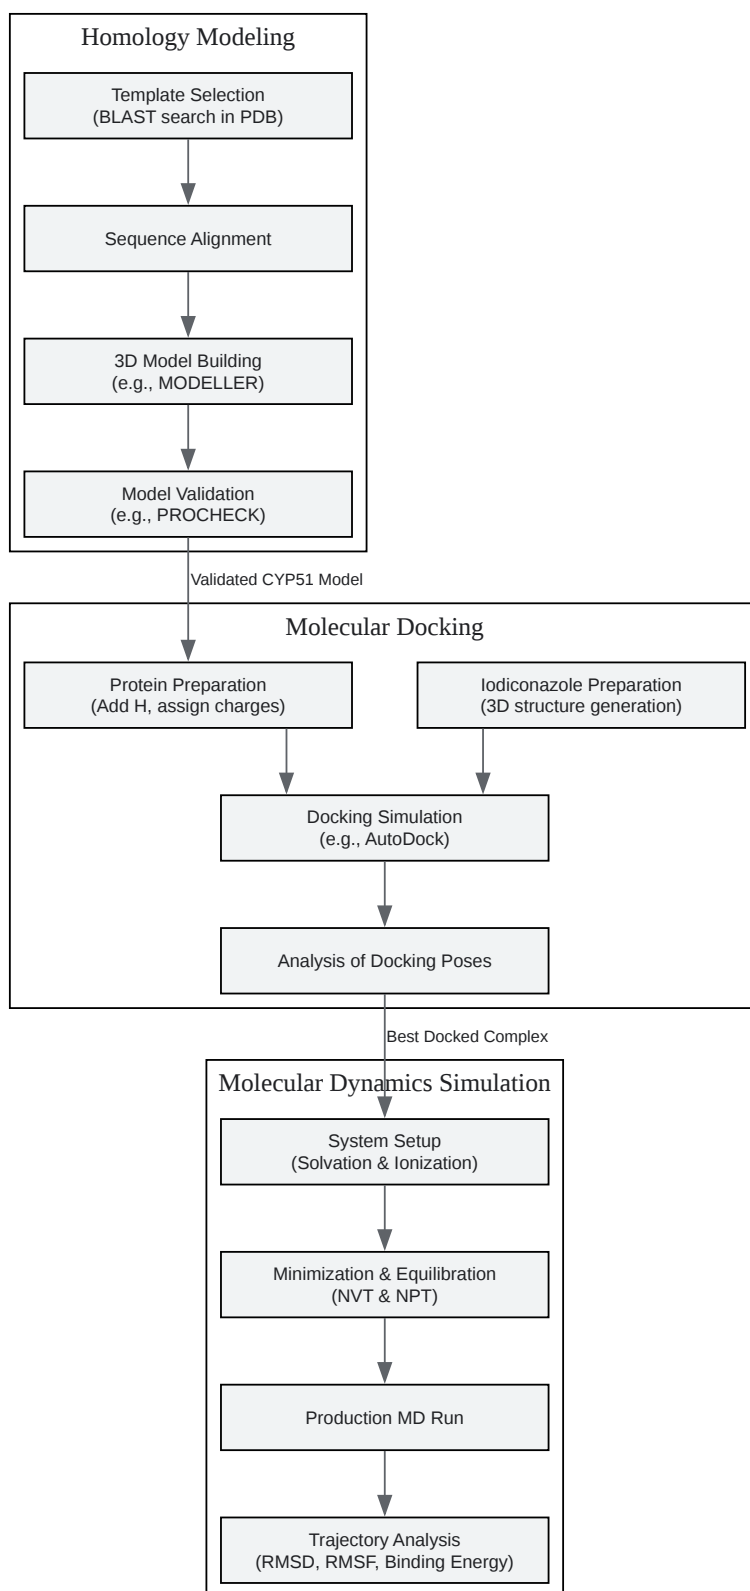 Homology Modeling
Template Selection
(BLAST search in PDB)
Sequence Alignment
3D Model Building
(e.g., MODELLER)
Model Validation
(e.g., PROCHECK)
Validated CYP51 Model
Molecular Docking
Protein Preparation
(Add H, assign charges)
Iodiconazole Preparation
(3D structure generation)
Docking Simulation
(e.g., AutoDock)
Analysis of Docking Poses
Best Docked Complex
Molecular Dynamics Simulation
System Setup
(Solvation & Ionization)
Minimization & Equilibration
(NVT & NPT)
Production MD Run
Trajectory Analysis
(RMSD, RMSF, Binding Energy)